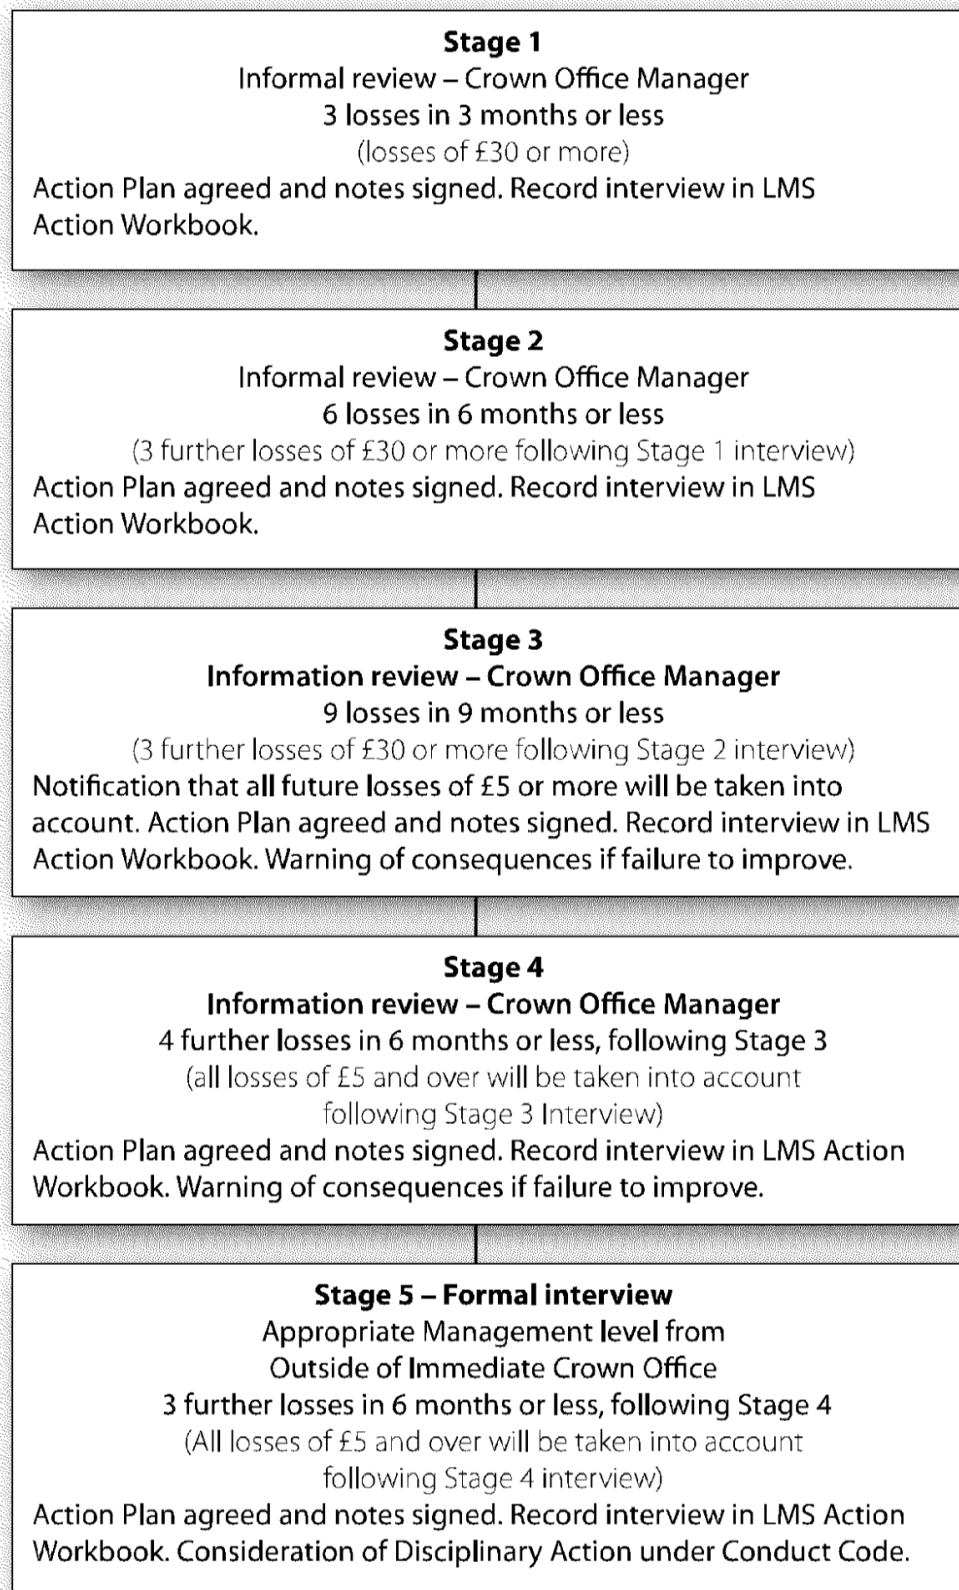 Stage 1
Informal review – Crown Office Manager
3 losses in 3 months or less
(losses of £30 or more)
Action Plan agreed and notes signed. Record interview in LMS
Action Workbook.
Stage 2
Informal review – Crown Office Manager
6 losses in 6 months or less
(3 further losses of £30 or more following Stage 1 interview)
Action Plan agreed and notes signed. Record interview in LMS
Action Workbook.
Stage 3
Information review – Crown Office Manager
9 losses in 9 months or less
(3 further losses of £30 or more following Stage 2 interview)
Notification that all future losses of £5 or more will be taken into
account. Action Plan agreed and notes signed. Record interview in LMS
Action Workbook. Warning of consequences if failure to improve.
Stage 4
Information review – Crown Office Manager
4 further losses in 6 months or less, following Stage 3
(all losses of £5 and over will be taken into account
following Stage 3 Interview)
Action Plan agreed and notes signed. Record interview in LMS Action
Workbook. Warning of consequences if failure to improve.
Stage 5 – Formal interview
Appropriate Management level from
Outside of Immediate Crown Office
3 further losses in 6 months or less, following Stage 4
(All losses of £5 and over will be taken into account
following Stage 4 interview)
Action Plan agreed and notes signed. Record interview in LMS Action
Workbook. Consideration of Disciplinary Action under Conduct Code.